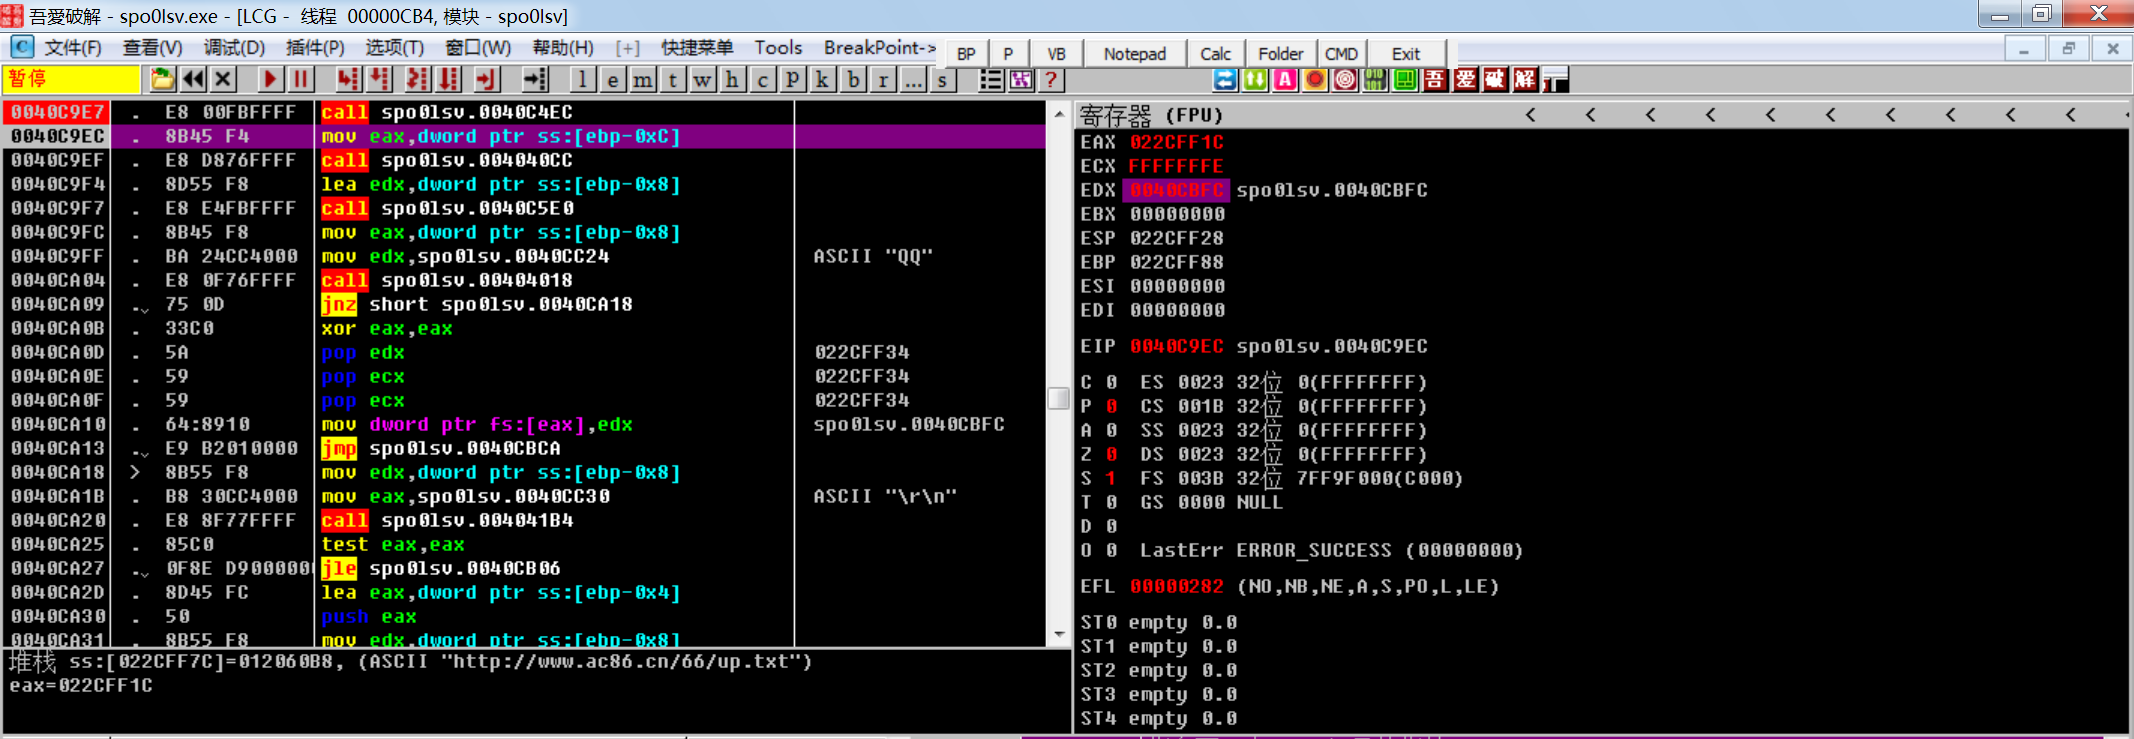 吾愛破解 - spo0lsv.exe - [LCG - 线程 00000CB4, 模块 - spo0lsv]
文件(F) 查看(V) 调试(D) 插件(P) 选项(T) 窗口(W) 帮助(H) [+] 快捷菜单 Tools BreakPoint-> BP P VB Notepad Calc Folder CMD Exit
暂停 l e m t w h c p k b r ... s ? A 吾 爱 破 解
0040C9E7 . E8 00FBFFFF call spo0lsv.0040C4EC
0040C9EC . 8B45 F4 mov eax,dword ptr ss:[ebp-0xC]
0040C9EF . E8 D876FFFF call spo0lsv.004040CC
0040C9F4 . 8D55 F8 lea edx,dword ptr ss:[ebp-0x8]
0040C9F7 . E8 E4FBFFFF call spo0lsv.0040C5E0
0040C9FC . 8B45 F8 mov eax,dword ptr ss:[ebp-0x8]
0040C9FF . BA 24CC4000 mov edx,spo0lsv.0040CC24 ASCII "QQ"
0040CA04 . E8 0F76FFFF call spo0lsv.00404018
0040CA09 . 75 0D jnz short spo0lsv.0040CA18
0040CA0B . 33C0 xor eax,eax
0040CA0D . 5A pop edx 022CFF34
0040CA0E . 59 pop ecx 022CFF34
0040CA0F . 59 pop ecx 022CFF34
0040CA10 . 64:8910 mov dword ptr fs:[eax],edx spo0lsv.0040CBFC
0040CA13 . E9 B2010000 jmp spo0lsv.0040CBCA
0040CA18 > 8B55 F8 mov edx,dword ptr ss:[ebp-0x8]
0040CA1B . B8 30CC4000 mov eax,spo0lsv.0040CC30 ASCII "\r\n"
0040CA20 . E8 8F77FFFF call spo0lsv.004041B4
0040CA25 . 85C0 test eax,eax
0040CA27 . 0F8E D900000 jle spo0lsv.0040CB06
0040CA2D . 8D45 FC lea eax,dword ptr ss:[ebp-0x4]
0040CA30 . 50 push eax
0040CA31 . 8B55 F8 mov edx,dword ptr ss:[ebp-0x8]
堆栈 ss:[022CFF7C]=012060B8, (ASCII "http://www.ac86.cn/66/up.txt")
eax=022CFF1C
寄存器 (FPU) < < < < < < < < < <
EAX 022CFF1C
ECX FFFFFFFE
EDX 0040CBFC spo0lsv.0040CBFC
EBX 00000000
ESP 022CFF28
EBP 022CFF88
ESI 00000000
EDI 00000000
EIP 0040C9EC spo0lsv.0040C9EC
C 0 ES 0023 32位 0(FFFFFFFF)
P 0 CS 001B 32位 0(FFFFFFFF)
A 0 SS 0023 32位 0(FFFFFFFF)
Z 0 DS 0023 32位 0(FFFFFFFF)
S 1 FS 003B 32位 7FF9F000(C000)
T 0 GS 0000 NULL
D 0
O 0 LastErr ERROR_SUCCESS (00000000)
EFL 00000282 (NO,NB,NE,A,S,PO,L,LE)
ST0 empty 0.0
ST1 empty 0.0
ST2 empty 0.0
ST3 empty 0.0
ST4 empty 0.0